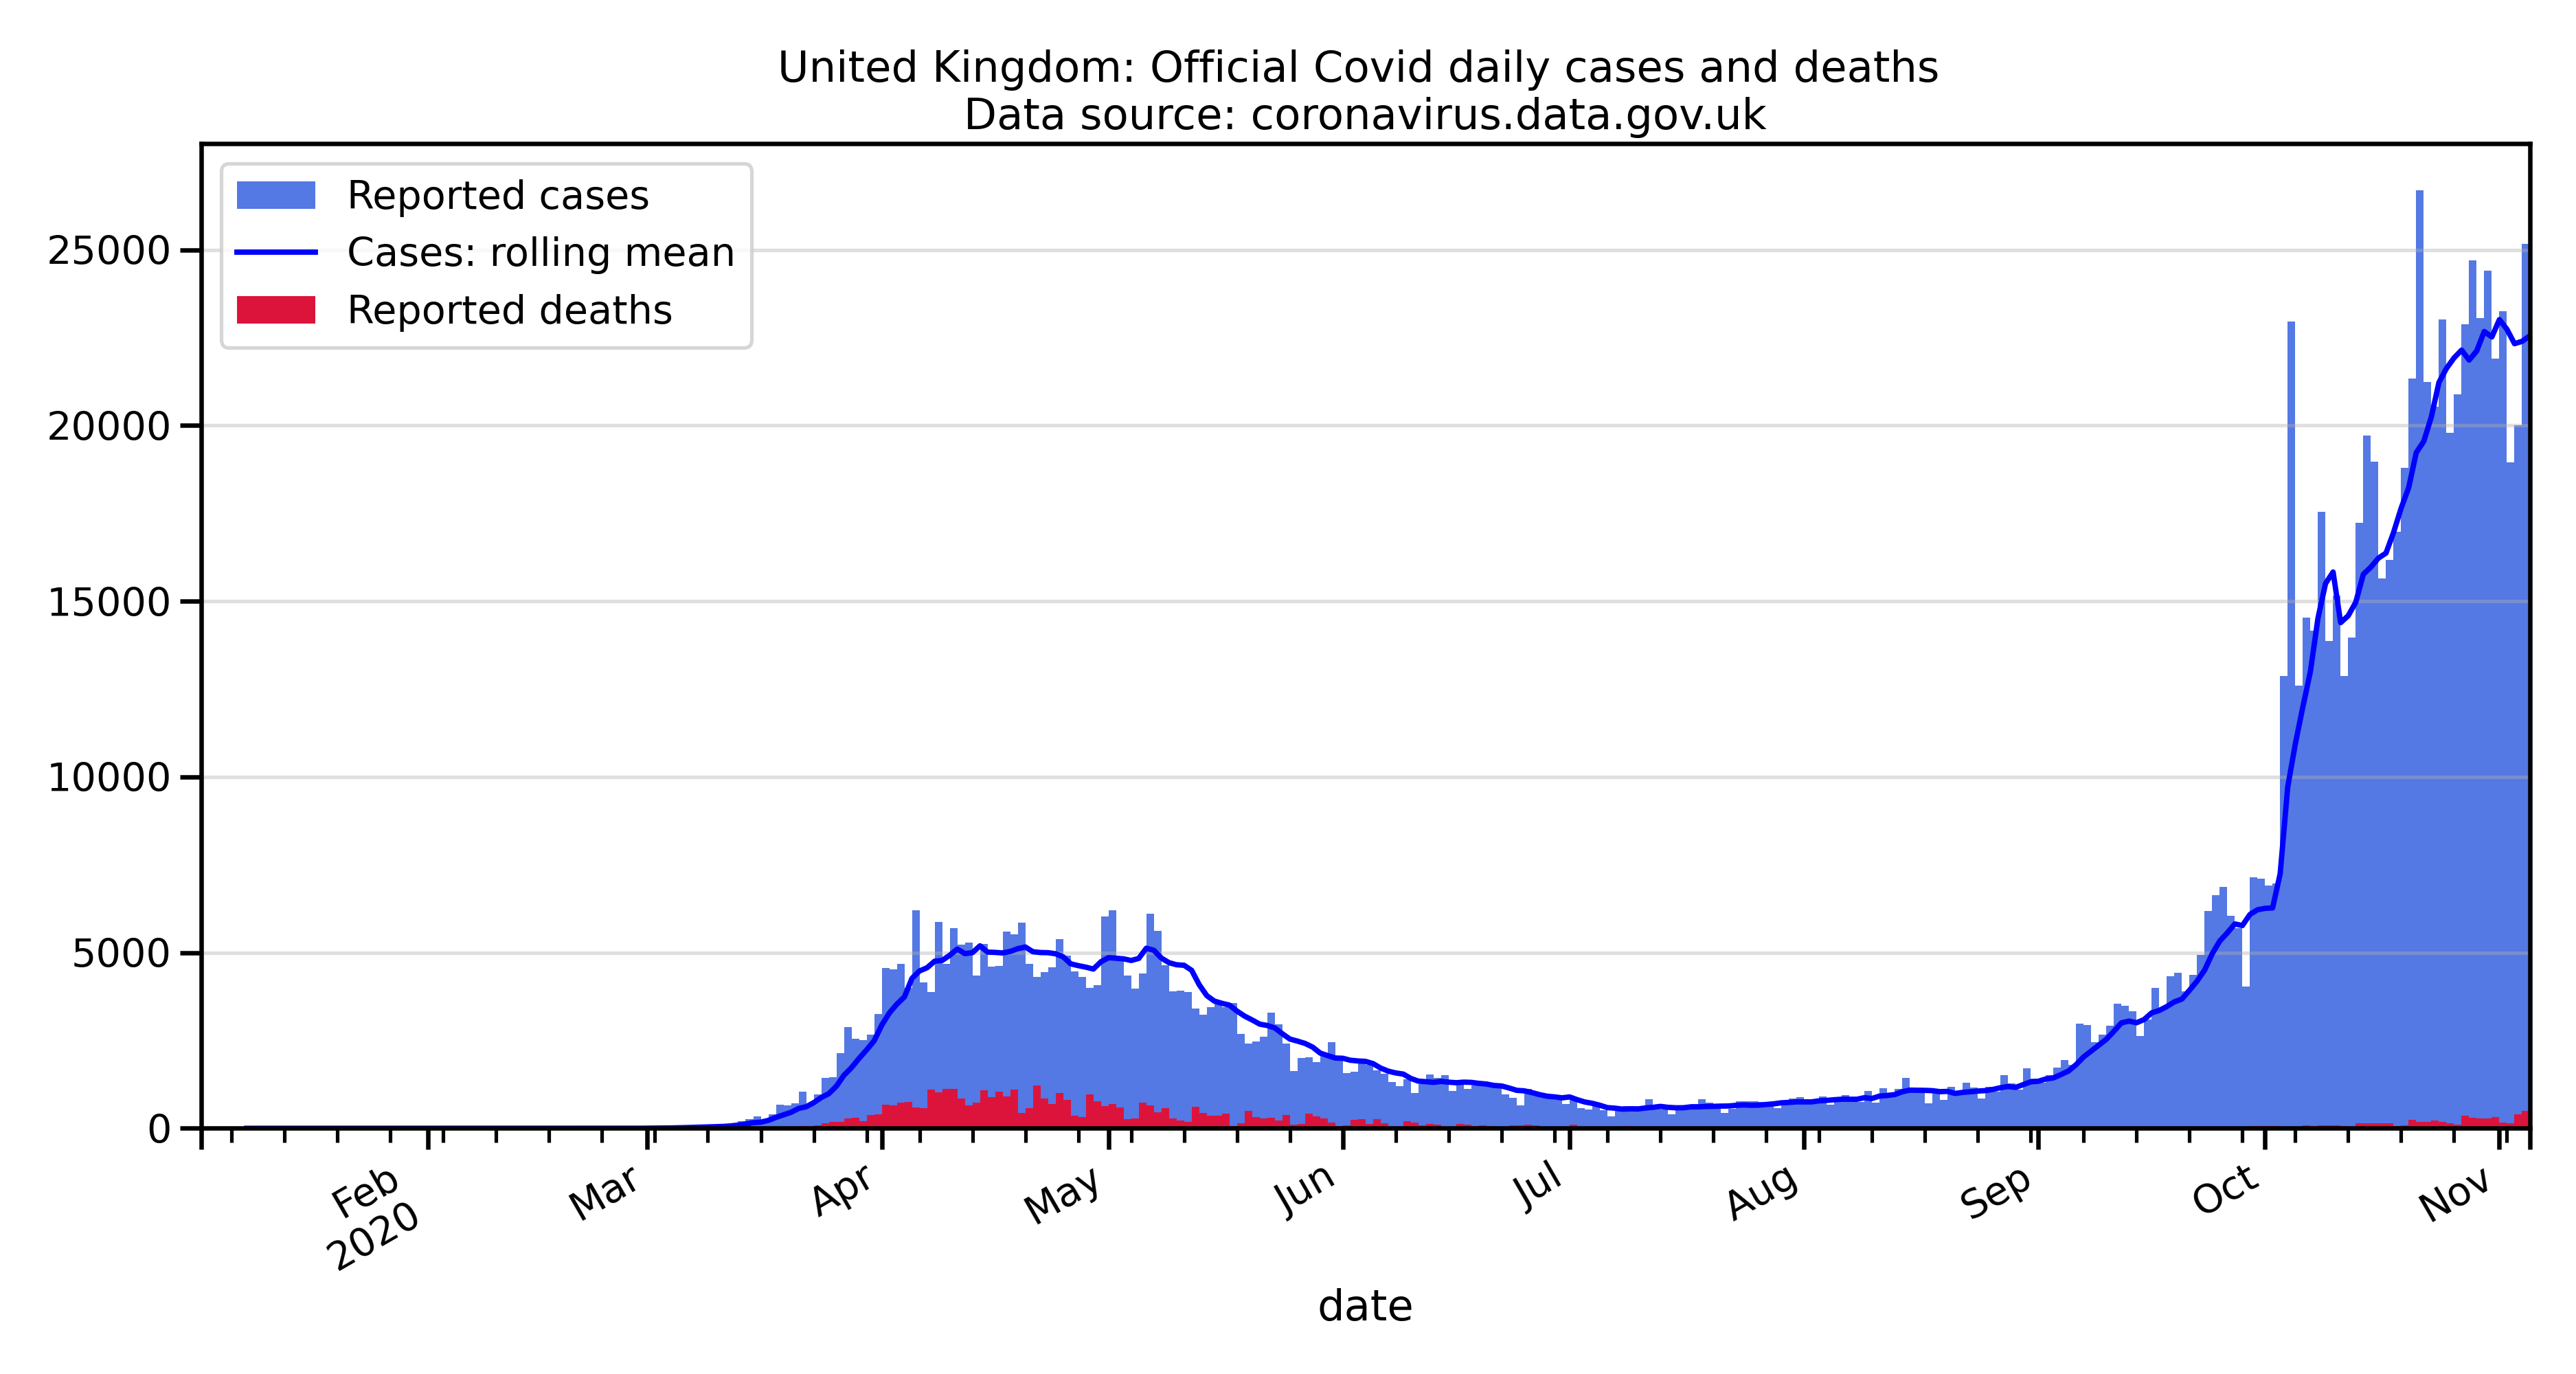 United Kingdom: Official Covid daily cases and deaths
Data source: coronavirus.data.gov.uk
Reported cases
Cases: rolling mean
Reported deaths
25000
20000
15000
10000
5000
0
Feb
2020
Mar
Apr
May
Jun
Jul
Aug
Sep
Oct
Nov
date